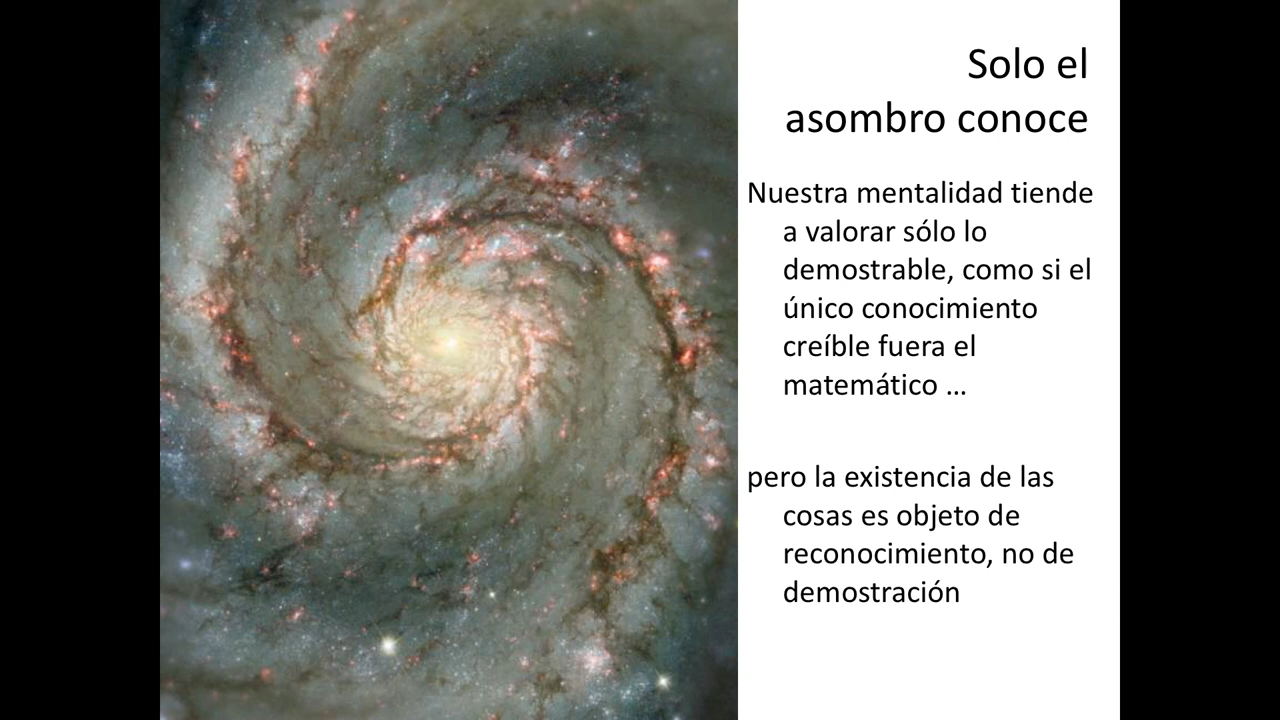 Solo el
asombro conoce
Nuestra mentalidad tiende
a valorar sólo lo
demostrable, como si el
único conocimiento
creíble fuera el
matemático ...
pero la existencia de las
cosas es objeto de
reconocimiento, no de
demostración